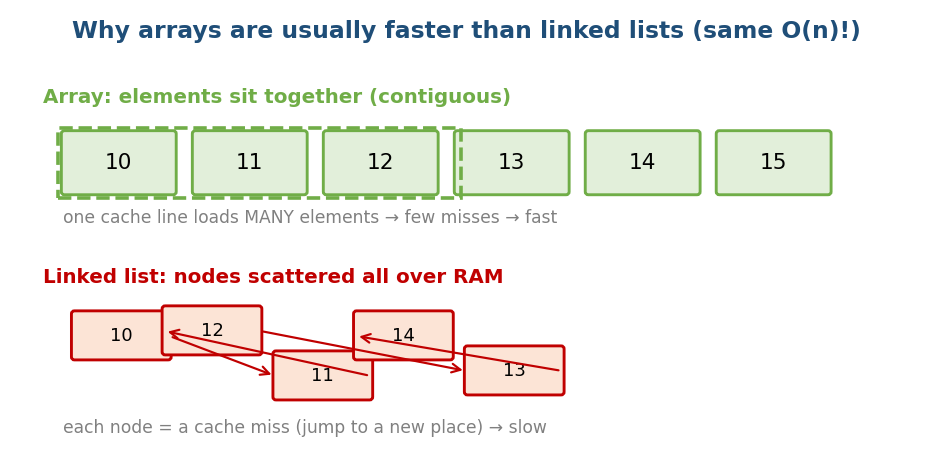 Why arrays are usually faster than linked lists (same O(n)!)
Array: elements sit together (contiguous)
10 11 12 13 14 15
one cache line loads MANY elements → few misses → fast
Linked list: nodes scattered all over RAM
10 12 14
11 13
each node = a cache miss (jump to a new place) → slow